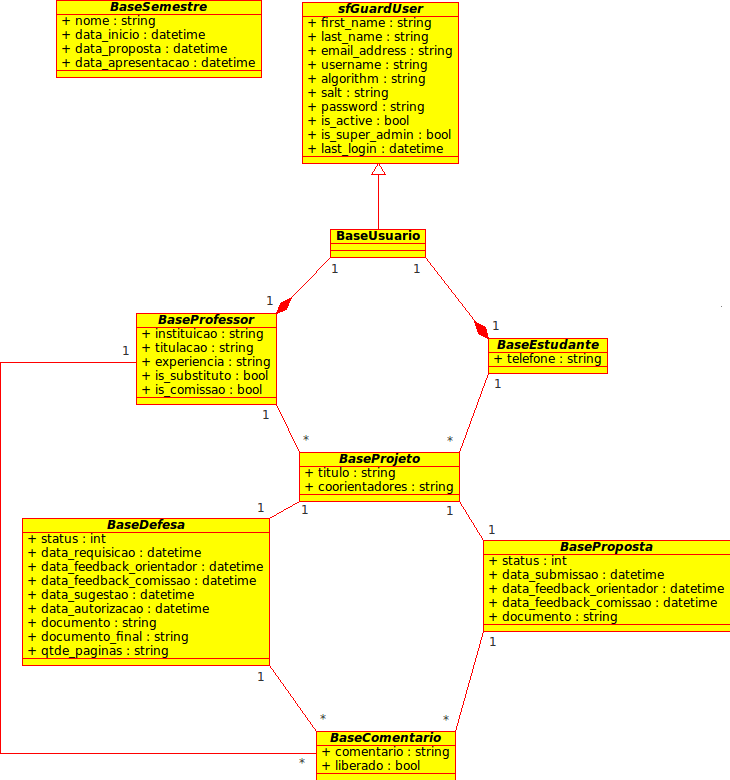 BaseSemestre
+ nome : string
+ data_inicio : datetime
+ data_proposta : datetime
+ data_apresentacao : datetime
sfGuardUser
+ first_name : string
+ last_name : string
+ email_address : string
+ username : string
+ algorithm : string
+ salt : string
+ password : string
+ is_active : bool
+ is_super_admin : bool
+ last_login : datetime
BaseUsuario
1
1
1
1
BaseProfessor
+ instituicao : string
+ titulacao : string
+ experiencia : string
+ is_substituto : bool
+ is_comissao : bool
1
1
*
BaseEstudante
+ telefone : string
1
*
BaseProjeto
+ titulo : string
+ coorientadores : string
1
1
1
1
BaseDefesa
+ status : int
+ data_requisicao : datetime
+ data_feedback_orientador : datetime
+ data_feedback_comissao : datetime
+ data_sugestao : datetime
+ data_autorizacao : datetime
+ documento : string
+ documento_final : string
+ qtde_paginas : string
1
*
BaseProposta
+ status : int
+ data_submissao : datetime
+ data_feedback_orientador : datetime
+ data_feedback_comissao : datetime
+ documento : string
1
*
*
BaseComentario
+ comentario : string
+ liberado : bool